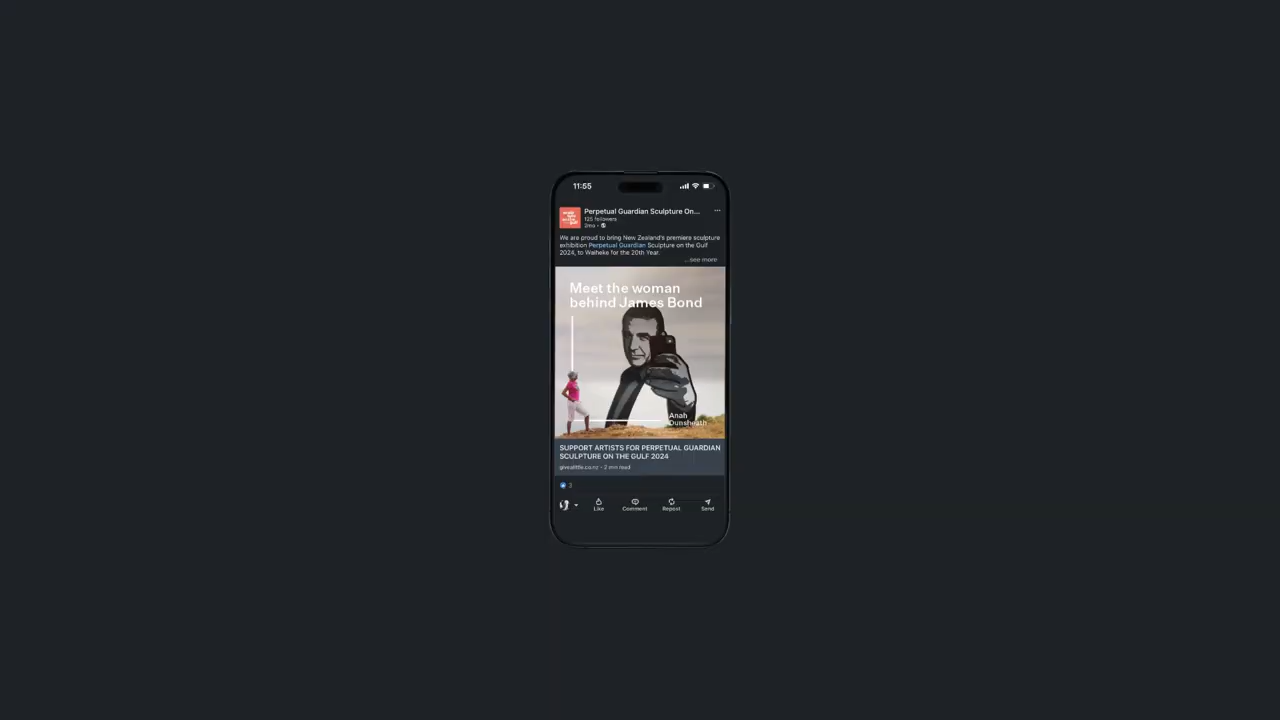 11:55
Perpetual Guardian Sculpture On...
125 followers
2mo •
We are proud to bring New Zealand's premiere sculpture
exhibition Perpetual Guardian Sculpture on the Gulf
2024, to Waiheke for the 20th Year.
...see more
Meet the woman
behind James Bond
Anah
Dunsheath
SUPPORT ARTISTS FOR PERPETUAL GUARDIAN
SCULPTURE ON THE GULF 2024
givealittle.co.nz • 2 min read
3
Like Comment Repost Send